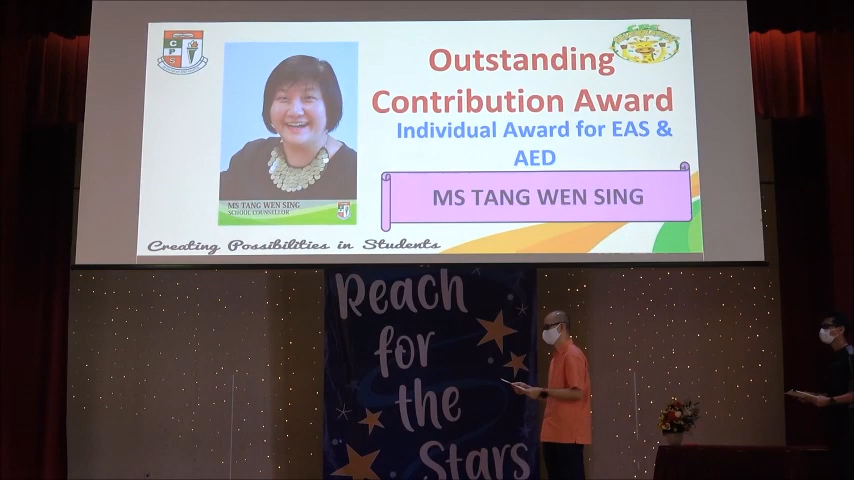 CPS
Outstanding
Contribution Award
Individual Award for EAS &
AED
MS TANG WEN SING
MS TANG WEN SING
SCHOOL COUNSELLOR
Creating Possibilities in Students
Reach
for
the
Stars